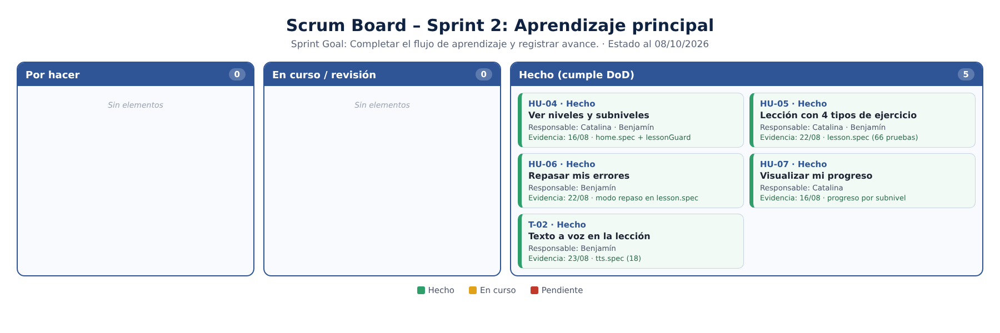 Scrum Board – Sprint 2: Aprendizaje principal
Sprint Goal: Completar el flujo de aprendizaje y registrar avance. · Estado al 08/10/2026
Por hacer 0
Sin elementos
En curso / revisión 0
Sin elementos
Hecho (cumple DoD) 5
HU-04 · Hecho
Ver niveles y subniveles
Responsable: Catalina · Benjamín
Evidencia: 16/08 · home.spec + lessonGuard
HU-05 · Hecho
Lección con 4 tipos de ejercicio
Responsable: Catalina · Benjamín
Evidencia: 22/08 · lesson.spec (66 pruebas)
HU-06 · Hecho
Repasar mis errores
Responsable: Benjamín
Evidencia: 22/08 · modo repaso en lesson.spec
HU-07 · Hecho
Visualizar mi progreso
Responsable: Catalina
Evidencia: 16/08 · progreso por subnivel
T-02 · Hecho
Texto a voz en la lección
Responsable: Benjamín
Evidencia: 23/08 · tts.spec (18)
Hecho En curso Pendiente